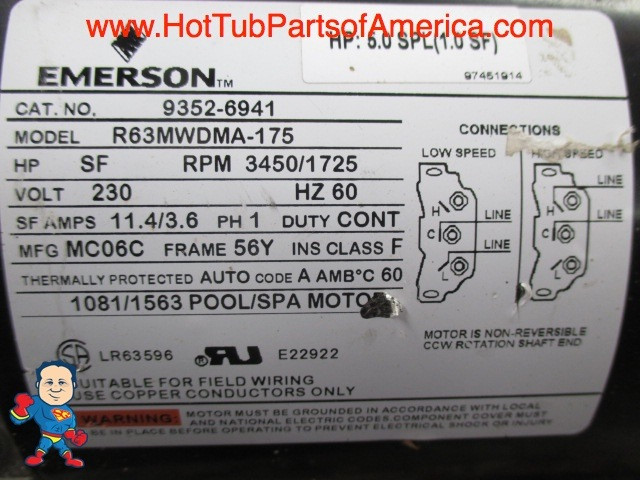 www.HotTubPartsofAmerica.com
HP: 5.0 SPL(1.0 SF)
97461914
EMERSON™
CAT. NO. 9352-6941
MODEL R63MWDMA-175
HP SF RPM 3450/1725
VOLT 230 HZ 60
SF AMPS 11.4/3.6 PH 1 DUTY CONT
MFG MC06C FRAME 56Y INS CLASS F
THERMALLY PROTECTED AUTO CODE A AMB°C 60
1081/1563 POOL/SPA MOTOR
CONNECTIONS
LOW SPEED
SPEED
H
C
L
LINE
LINE
H
C
L
LINE
LINE
MOTOR IS NON-REVERSIBLE
CCW ROTATION SHAFT END
SA LR63596 RU E22922
SUITABLE FOR FIELD WIRING
USE COPPER CONDUCTORS ONLY
WARNING: MOTOR MUST BE GROUNDED IN ACCORDANCE WITH LOCAL
AND NATIONAL ELECTRIC CODES. COMPONENT COVER MUST
BE IN PLACE BEFORE OPERATING TO PREVENT ELECTRICAL SHOCK OR INJURY.